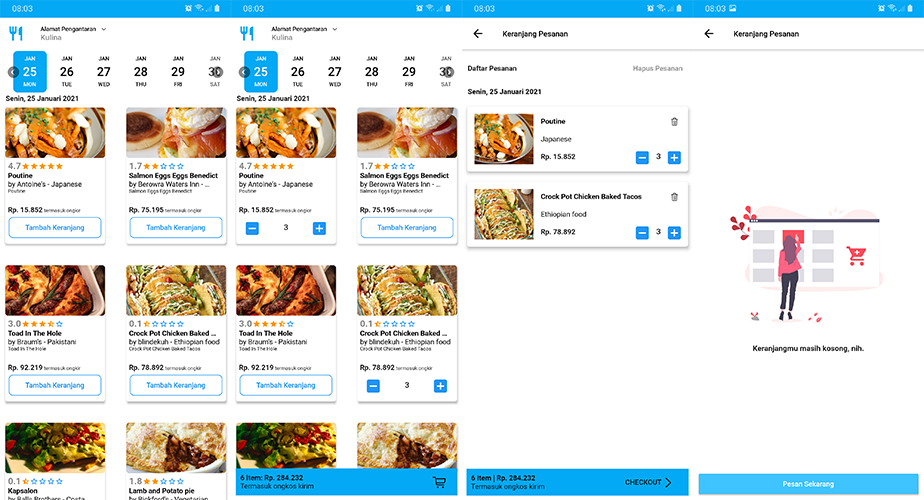 08:03
Alamat Pengantaran
Kulina
JAN JAN JAN JAN JAN JAN
25 26 27 28 29 30
MON TUE WED THU FRI SAT
Senin, 25 Januari 2021
4.7
Poutine
by Antoine's - Japanese
Poutine
Rp. 15.852 termasuk ongkir
Tambah Keranjang
1.7
Salmon Eggs Eggs Benedict
by Berowra Waters Inn - ...
Salmon Eggs Eggs Benedict
Rp. 75.195 termasuk ongkir
Tambah Keranjang
3.0
Toad In The Hole
by Braum's - Pakistani
Toad In The Hole
Rp. 92.219 termasuk ongkir
Tambah Keranjang
0.1
Crock Pot Chicken Baked ...
by blindekuh - Ethiopian food
Crock Pot Chicken Baked Tacos
Rp. 78.892 termasuk ongkir
Tambah Keranjang
0.1
Kapsalon
by Balls Brothers - Costa
1.8
Lamb and Potato pie
by Bickford's - Vegetarian
08:03
Alamat Pengantaran
Kulina
JAN JAN JAN JAN JAN JAN
25 26 27 28 29 30
MON TUE WED THU FRI SAT
Senin, 25 Januari 2021
4.7
Poutine
by Antoine's - Japanese
Poutine
Rp. 15.852 termasuk ongkir
3
1.7
Salmon Eggs Eggs Benedict
by Berowra Waters Inn - ...
Salmon Eggs Eggs Benedict
Rp. 75.195 termasuk ongkir
Tambah Keranjang
3.0
Toad In The Hole
by Braum's - Pakistani
Toad In The Hole
Rp. 92.219 termasuk ongkir
Tambah Keranjang
0.1
Crock Pot Chicken Baked ...
by blindekuh - Ethiopian food
Crock Pot Chicken Baked Tacos
Rp. 78.892 termasuk ongkir
3
6 Item: Rp. 284.232
Termasuk ongkos kirim
08:03
Keranjang Pesanan
Daftar Pesanan
Hapus Pesanan
Senin, 25 Januari 2021
Poutine
Japanese
Rp. 15.852
3
Crock Pot Chicken Baked Tacos
Ethiopian food
Rp. 78.892
3
6 Item | Rp. 284.232
Termasuk ongkos kirim
CHECKOUT
08:03
Keranjang Pesanan
Keranjangmu masih kosong, nih.
Pesan Sekarang